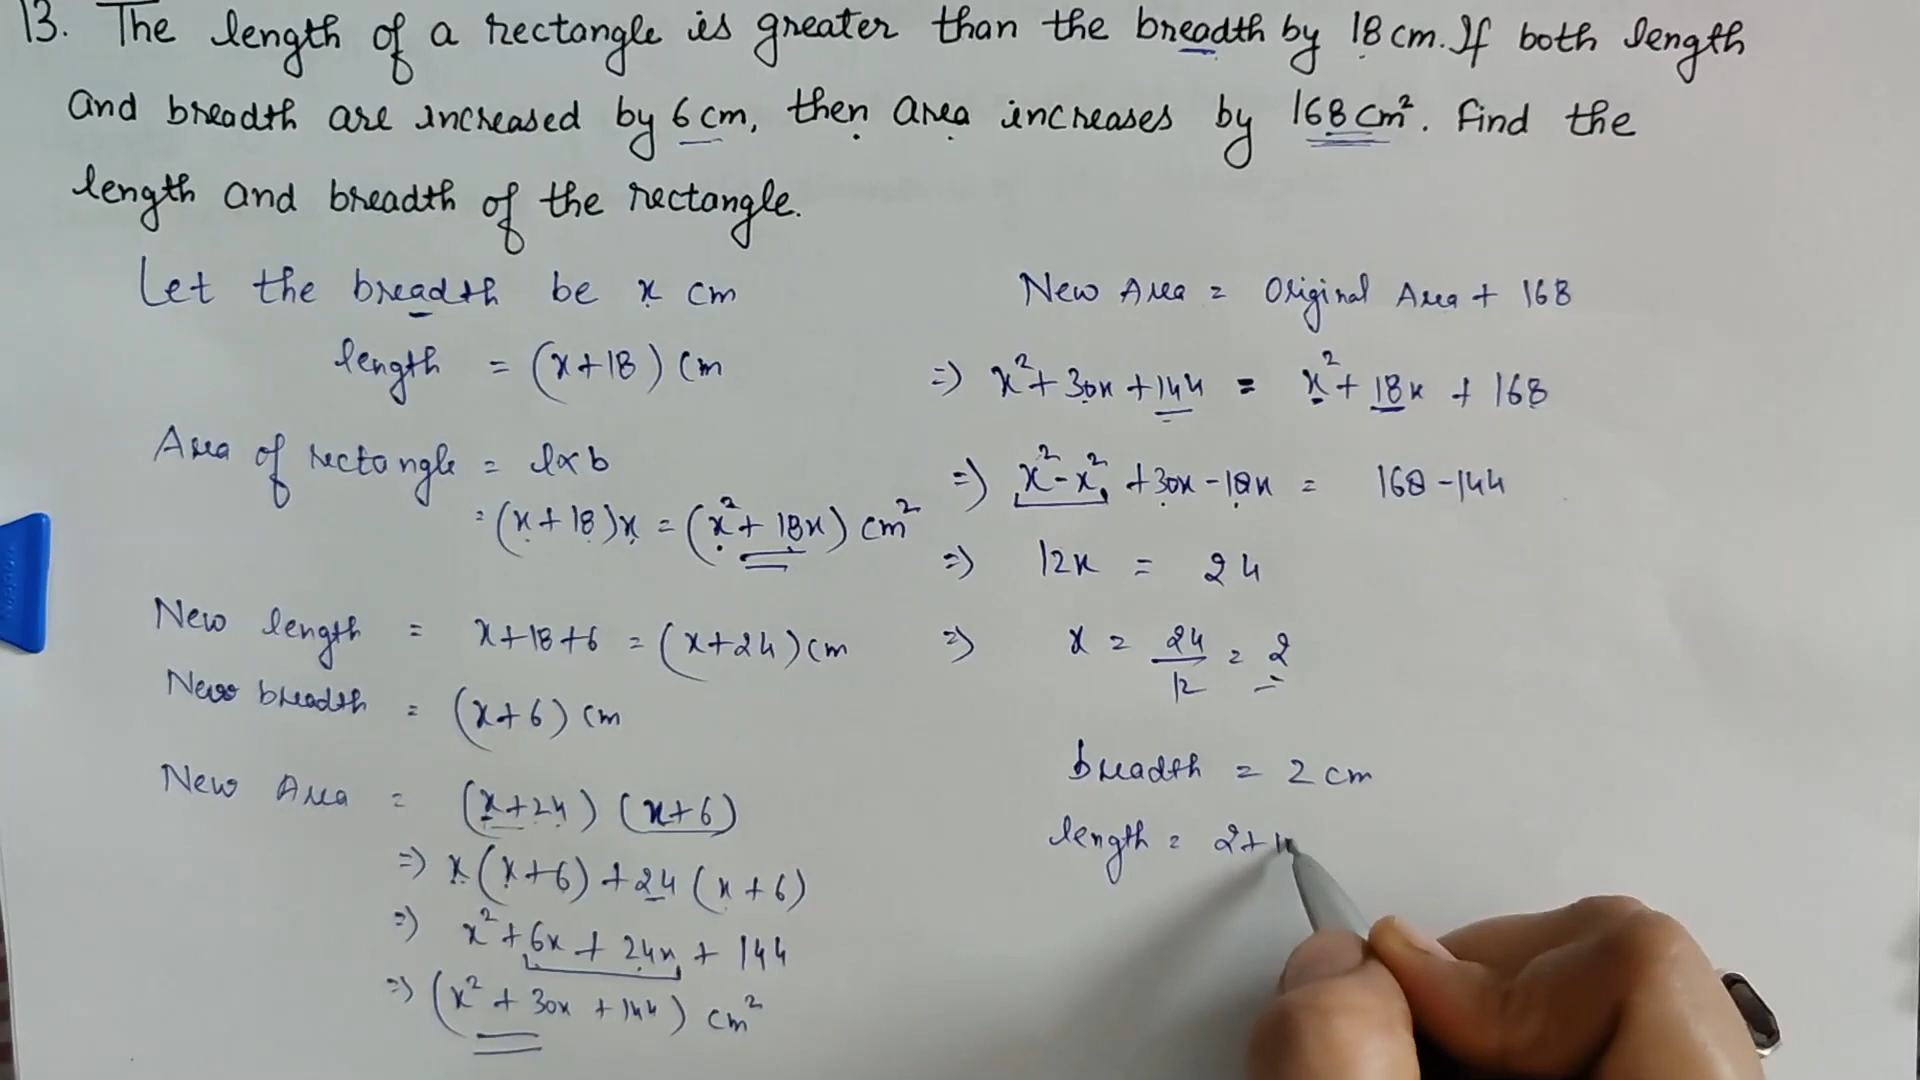 13. The length of a rectangle is greater than the breadth by 18 cm. If both length
and breadth are increased by 6 cm, then area increases by 168 cm². Find the
length and breadth of the rectangle.
Let the breadth be x cm
length = (x+18) cm
Area of rectangle = l×b
= (x+18)x = (x²+18x) cm²
New length = x+18+6 = (x+24) cm
New breadth = (x+6) cm
New Area = (x+24) (x+6)
=> x(x+6) + 24(x+6)
=> x²+6x+24x+144
=> (x²+30x+144) cm²
New Area = Original Area + 168
=> x²+30x+144 = x²+18x+168
=> x²-x²+30x-18x = 168-144
=> 12x = 24
=> x = 24/12 = 2
breadth = 2 cm
length = 2+